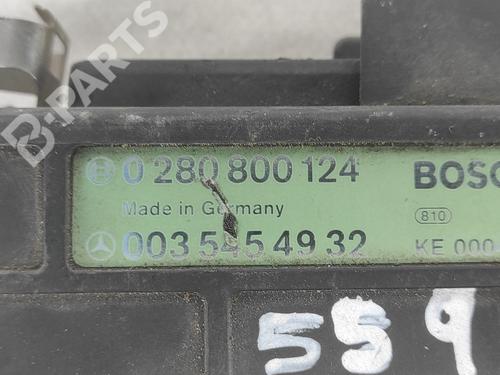 B-PARTS
0 280 800 124 BOSC
Made in Germany 810
003 545 49 32 KE 000
559